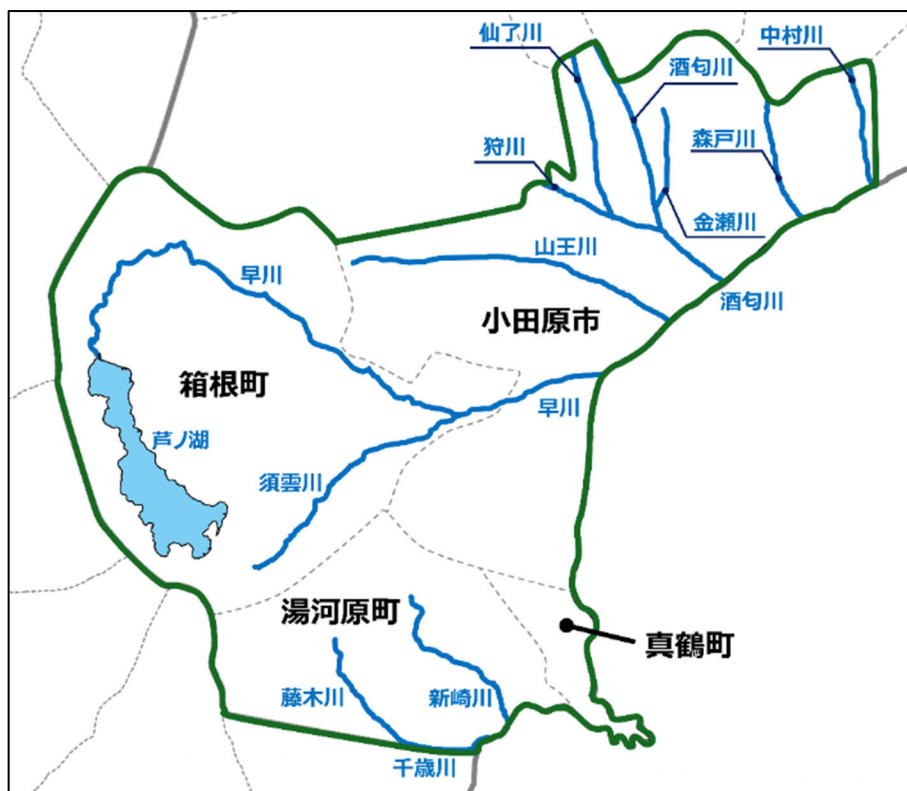 仙了川
中村川
酒匂川
狩川
森戸川
金瀬川
山王川
早川
酒匂川
小田原市
箱根町
早川
芦ノ湖
須雲川
湯河原町
真鶴町
藤木川
新崎川
千歳川